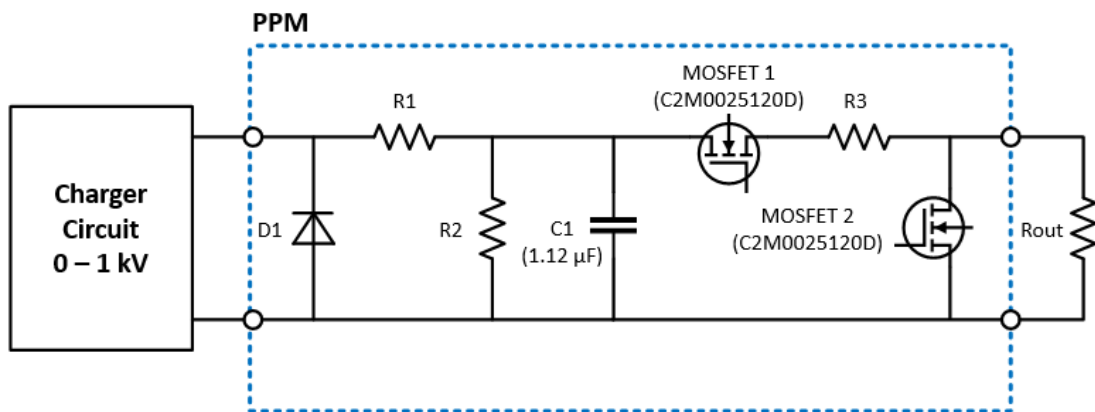 PPM
Charger
Circuit
0 – 1 kV
D1
R1
R2
C1
(1.12 µF)
MOSFET 1
(C2M0025120D)
R3
MOSFET 2
(C2M0025120D)
Rout